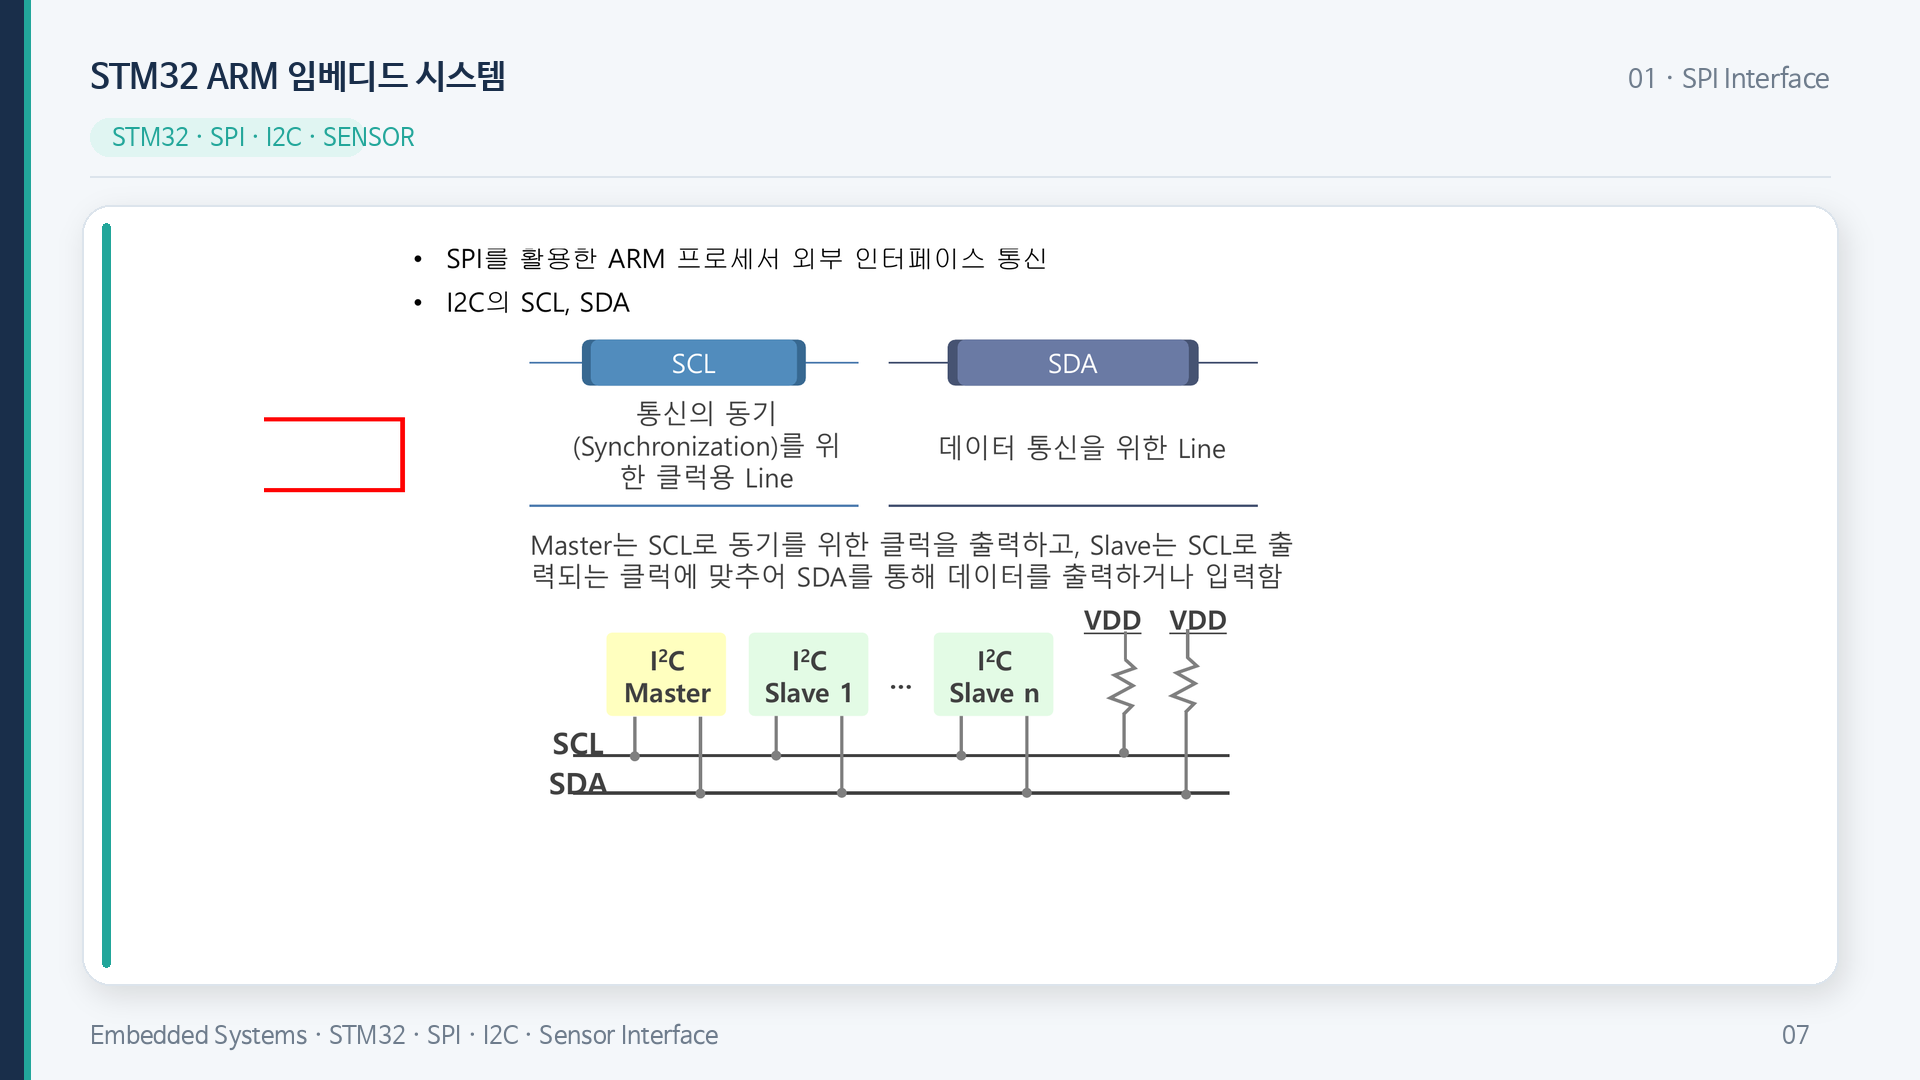 STM32 ARM 임베디드 시스템
01 · SPI Interface
STM32 · SPI · I2C · SENSOR
• SPI를 활용한 ARM 프로세서 외부 인터페이스 통신
• I2C의 SCL, SDA
SCL
SDA
통신의 동기
(Synchronization)를 위
한 클럭용 Line
데이터 통신을 위한 Line
Master는 SCL로 동기를 위한 클럭을 출력하고, Slave는 SCL로 출
력되는 클럭에 맞추어 SDA를 통해 데이터를 출력하거나 입력함
VDD VDD
I²C
Master
I²C
Slave 1
...
I²C
Slave n
SCL
SDA
Embedded Systems · STM32 · SPI · I2C · Sensor Interface
07